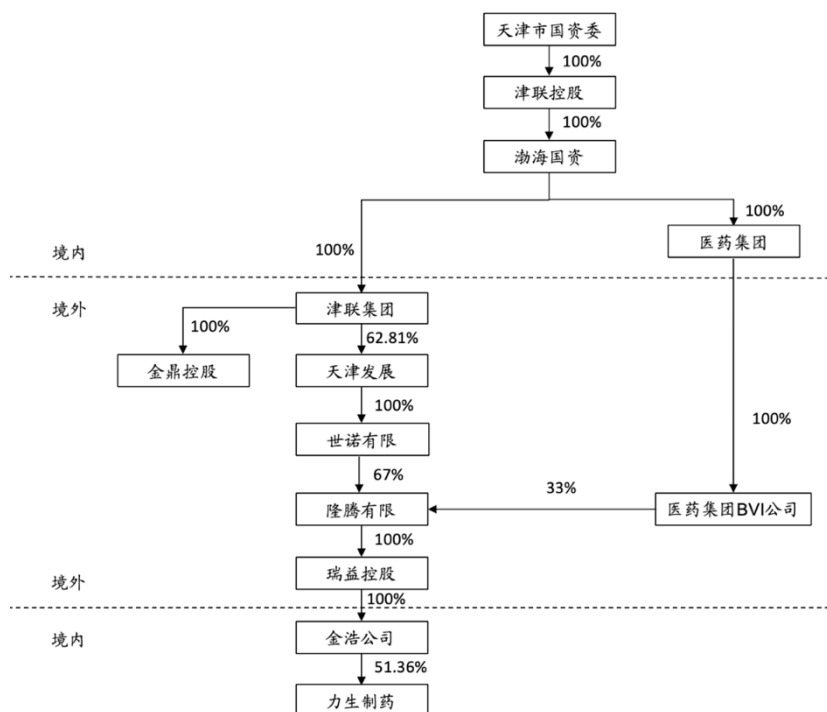 天津市国资委
100%
津联控股
100%
渤海国资
100%
100%
医药集团
境内
境外
津联集团
100%
62.81%
金鼎控股
天津发展
100%
100%
世诺有限
67%
33%
隆腾有限
医药集团BVI公司
100%
瑞益控股
境外
100%
境内
金浩公司
51.36%
力生制药